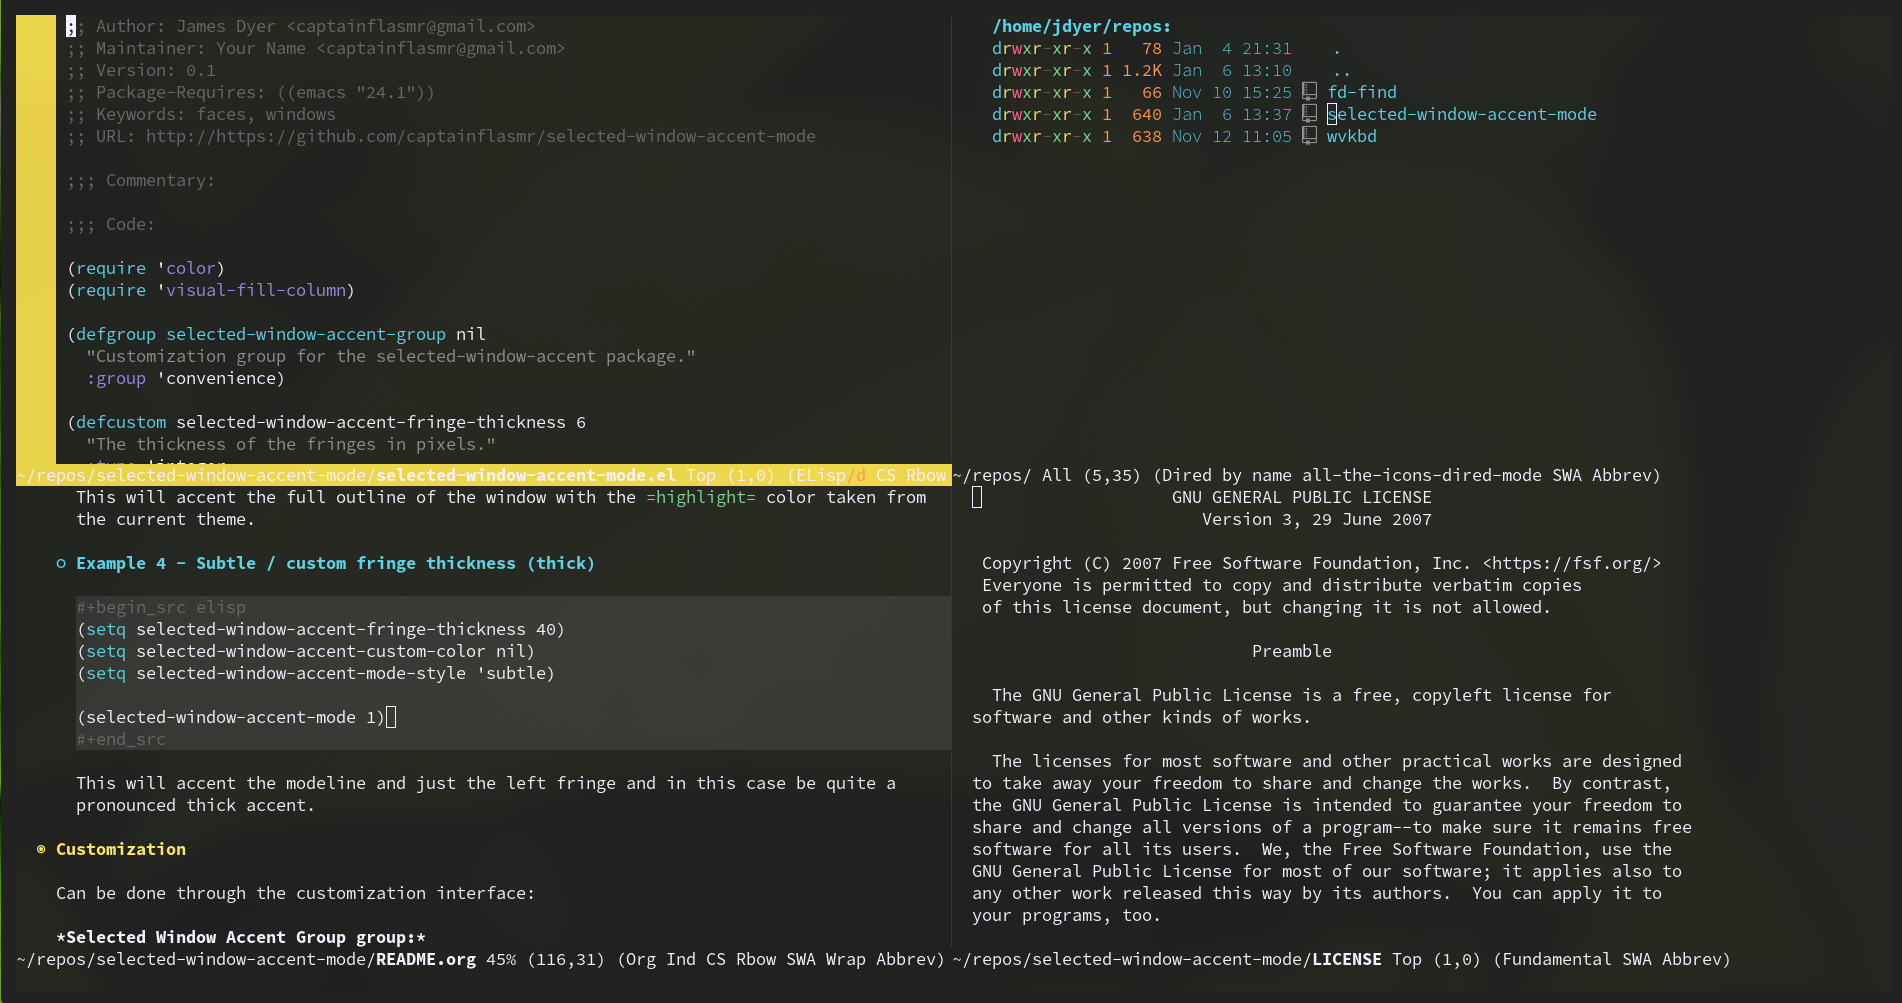 ;; Author: James Dyer <captainflasmr@gmail.com>
;; Maintainer: Your Name <captainflasmr@gmail.com>
;; Version: 0.1
;; Package-Requires: ((emacs "24.1"))
;; Keywords: faces, windows
;; URL: http://https://github.com/captainflasmr/selected-window-accent-mode
;;; Commentary:
;;; Code:
(require 'color)
(require 'visual-fill-column)
(defgroup selected-window-accent-group nil
"Customization group for the selected-window-accent package."
:group 'convenience)
(defcustom selected-window-accent-fringe-thickness 6
"The thickness of the fringes in pixels."
:type 'integer
~/repos/selected-window-accent-mode/selected-window-accent-mode.el Top (1,0) (ELisp/d CS Rbow
/home/jdyer/repos:
drwxr-xr-x 1 78 Jan 4 21:31 .
drwxr-xr-x 1 1.2K Jan 6 13:10 ..
drwxr-xr-x 1 66 Nov 10 15:25 fd-find
drwxr-xr-x 1 640 Jan 6 13:37 selected-window-accent-mode
drwxr-xr-x 1 638 Nov 12 11:05 wvkbd
~/repos/ All (5,35) (Dired by name all-the-icons-dired-mode SWA Abbrev)
This will accent the full outline of the window with the =highlight= color taken from
the current theme.
Example 4 - Subtle / custom fringe thickness (thick)
#+begin_src elisp
(setq selected-window-accent-fringe-thickness 40)
(setq selected-window-accent-custom-color nil)
(setq selected-window-accent-mode-style 'subtle)
(selected-window-accent-mode 1)
#+end_src
This will accent the modeline and just the left fringe and in this case be quite a
pronounced thick accent.
Customization
Can be done through the customization interface:
*Selected Window Accent Group group:*
~/repos/selected-window-accent-mode/README.org 45% (116,31) (Org Ind CS Rbow SWA Wrap Abbrev)
GNU GENERAL PUBLIC LICENSE
Version 3, 29 June 2007
Copyright (C) 2007 Free Software Foundation, Inc. <https://fsf.org/>
Everyone is permitted to copy and distribute verbatim copies
of this license document, but changing it is not allowed.
Preamble
The GNU General Public License is a free, copyleft license for
software and other kinds of works.
The licenses for most software and other practical works are designed
to take away your freedom to share and change the works.  By contrast,
the GNU General Public License is intended to guarantee your freedom to
share and change all versions of a program--to make sure it remains free
software for all its users.  We, the Free Software Foundation, use the
GNU General Public License for most of our software; it applies also to
any other work released this way by its authors.  You can apply it to
your programs, too.
~/repos/selected-window-accent-mode/LICENSE Top (1,0) (Fundamental SWA Abbrev)